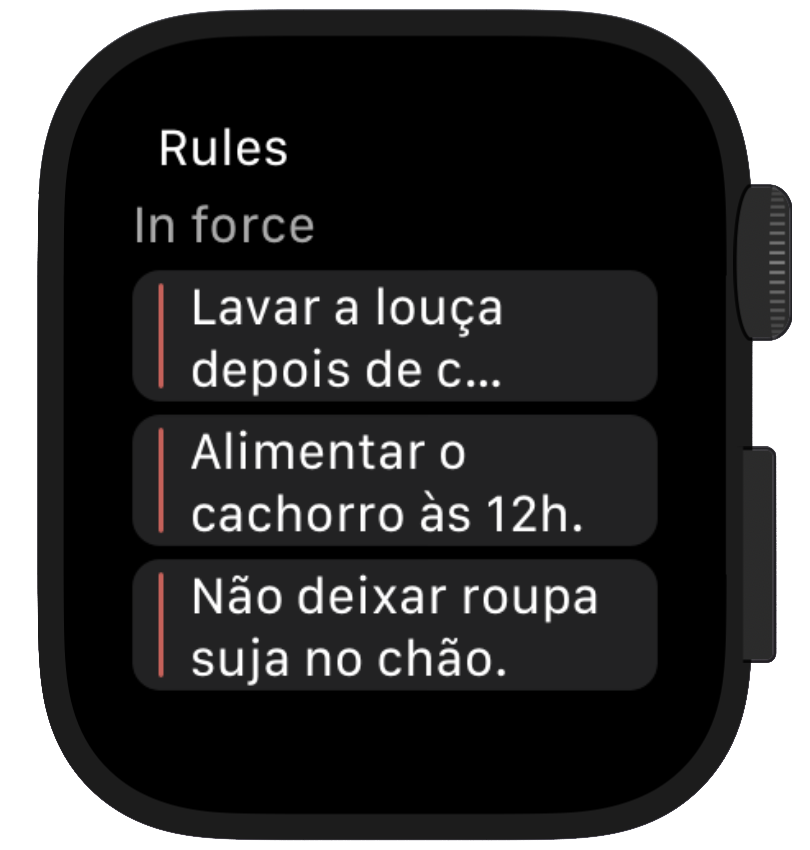 Rules
In force
Lavar a louça
depois de c...
Alimentar o
cachorro às 12h.
Não deixar roupa
suja no chão.